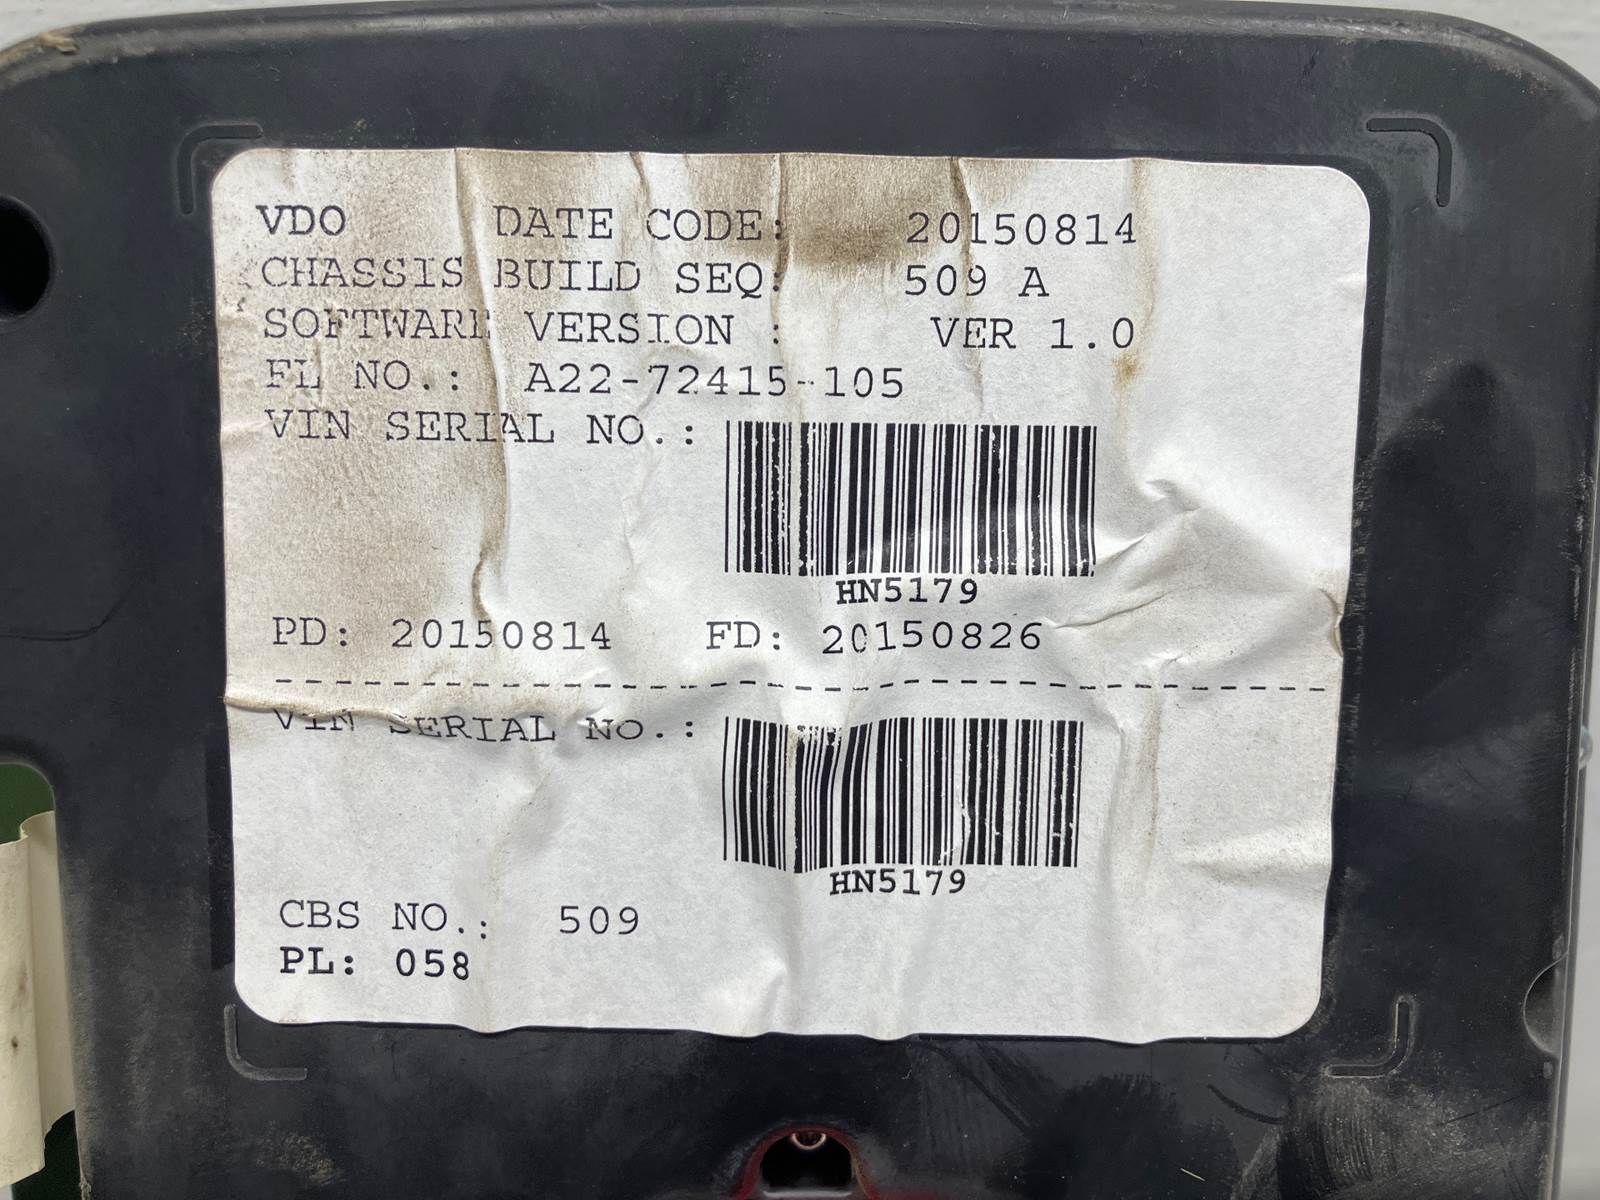 VDO DATE CODE: 20150814
CHASSIS BUILD SEQ: 509 A
SOFTWARE VERSION : VER 1.0
FL NO.: A22-72415-105
VIN SERIAL NO.:
HN5179
PD: 20150814 FD: 20150826
VIN SERIAL NO.:
HN5179
CBS NO.: 509
PL: 058